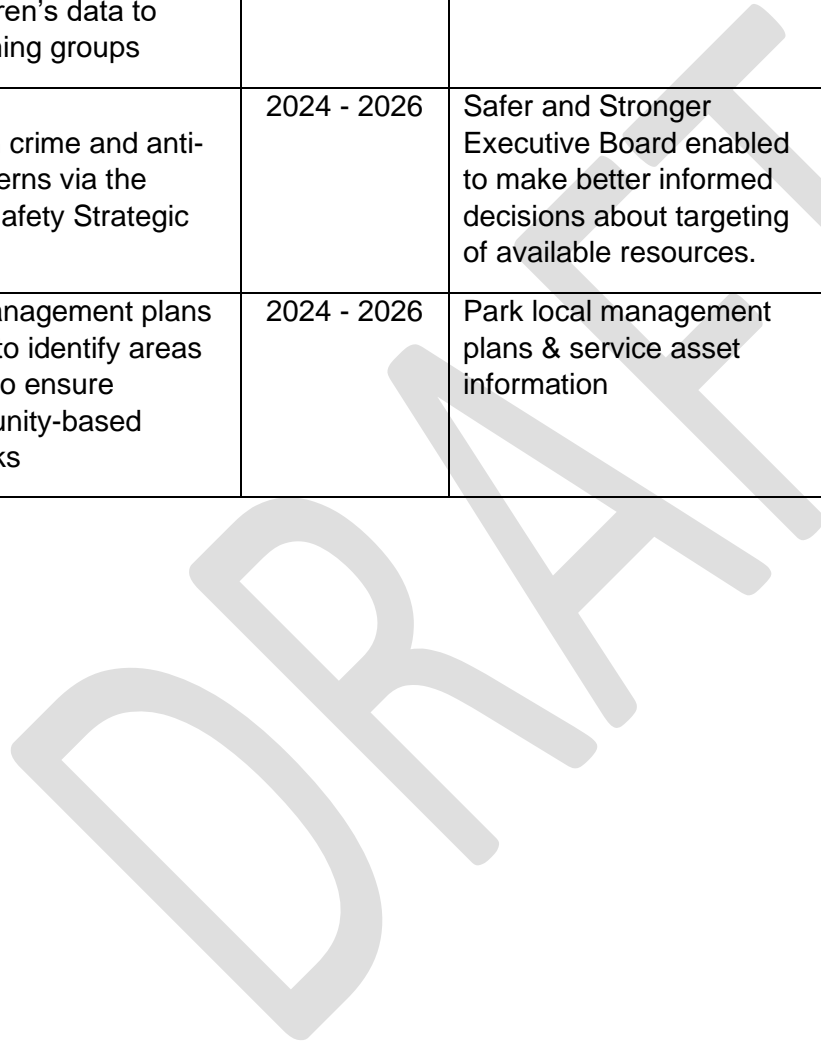 ren's data to
ning groups
2024 - 2026
Safer and Stronger
crime and anti-
Executive Board enabled
erns via the
to make better informed
afety Strategic
decisions about targeting
of available resources.
anagement plans
2024 - 2026
Park local management
to identify areas
plans & service asset
o ensure
information
unity-based
ks
DRAFT